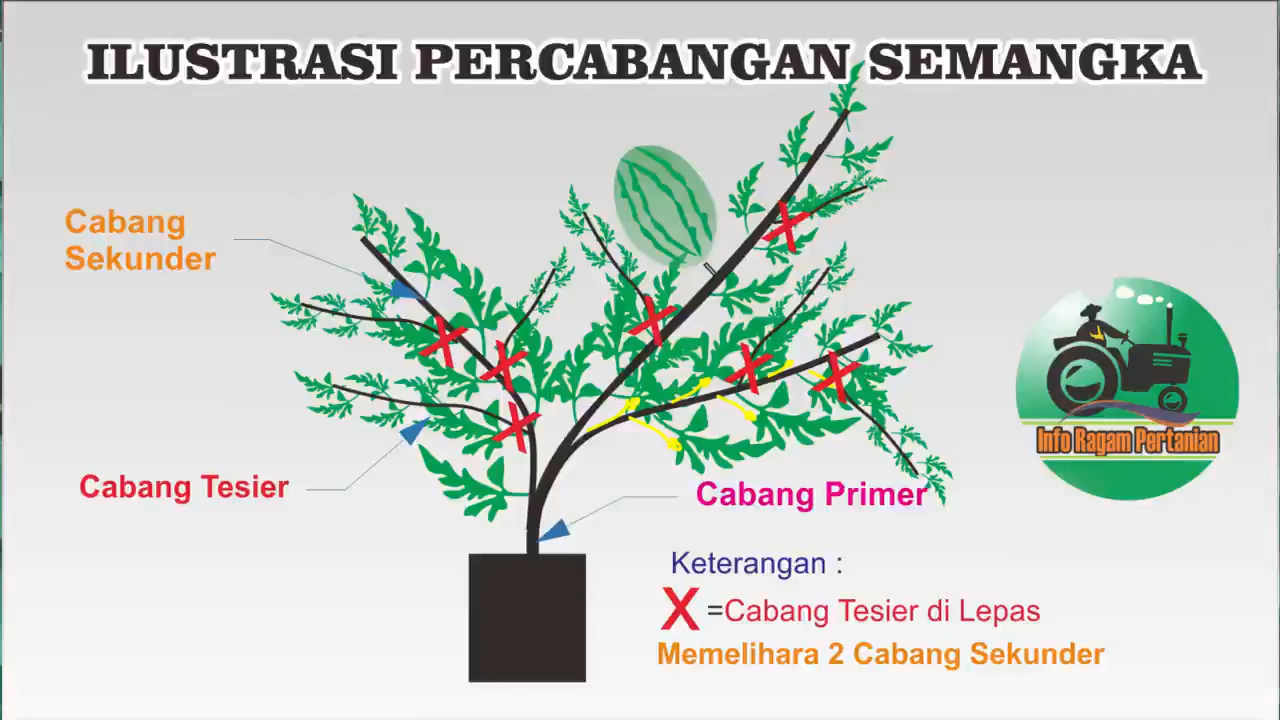 ILUSTRASI PERCABANGAN SEMANGKA
Cabang
Sekunder
Cabang Tesier
Cabang Primer
Info Ragam Pertanian
Keterangan :
X =Cabang Tesier di Lepas
Memelihara 2 Cabang Sekunder